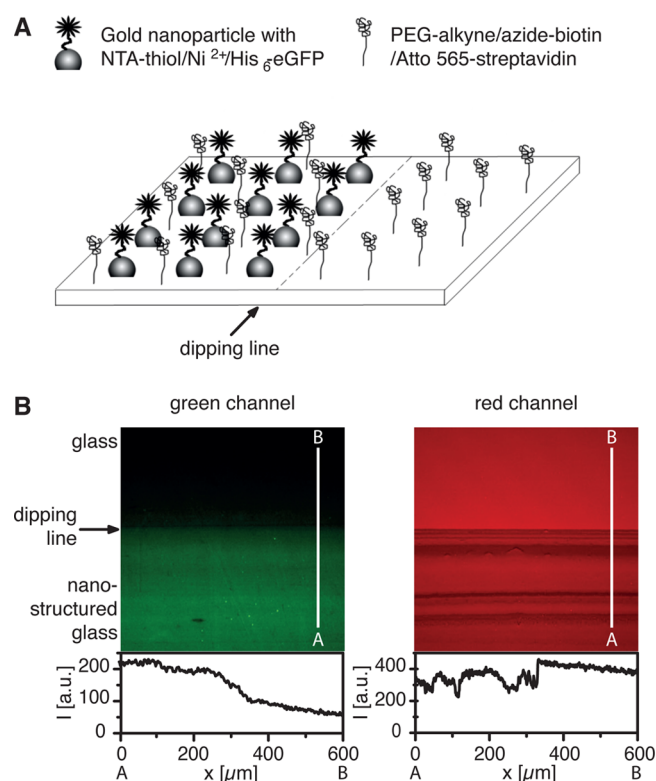 A
Gold nanoparticle with
NTA-thiol/Ni 2+/His 6-eGFP
PEG-alkyne/azide-biotin
/Atto 565-streptavidin
dipping line
B
green channel
red channel
glass
dipping
line
nano-
structured
glass
B
A
B
A
I [a.u.]
200
100
0
0
200
400
600
A
x [µm]
B
I [a.u.]
400
200
0
0
200
400
600
A
x [µm]
B